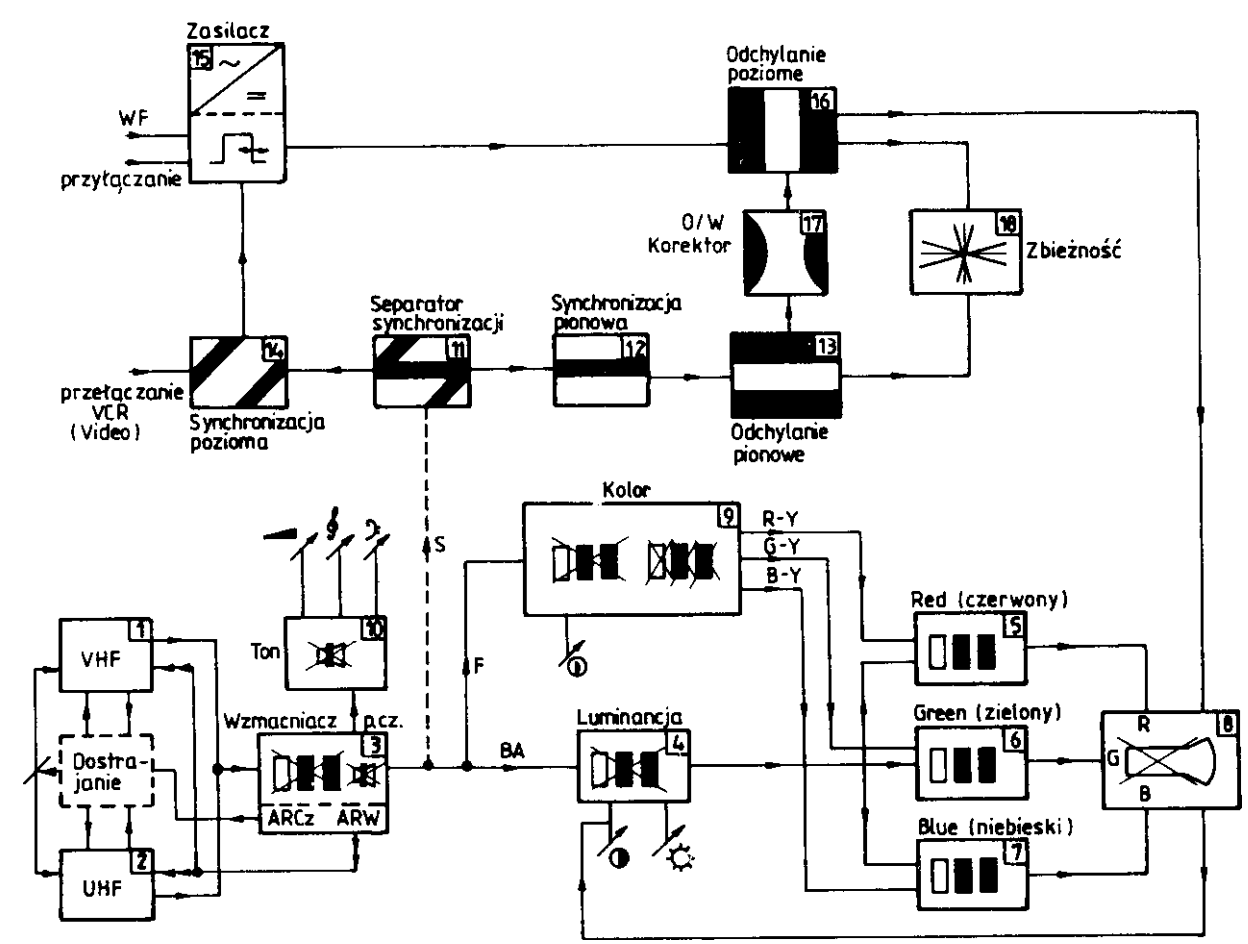 Zasilacz
15
WF
przyłączanie
Odchylanie
poziome
16
O/W
Korektor
17
18
Zbieżność
Separator
synchronizacji
Synchronizacja
pionowa
14
11
12
13
przełączanie
VCR
(Video)
Synchronizacja
pozioma
Odchylanie
pionowe
Kolor
9
R-Y
G-Y
B-Y
S
F
10
Ton
Red (czerwony)
5
1
VHF
Wzmacniacz p.cz.
3
Luminancja
4
Green (zielony)
6
8
R
G
B
Dostra-
janie
BA
ARCz ARW
Blue (niebieski)
7
2
UHF